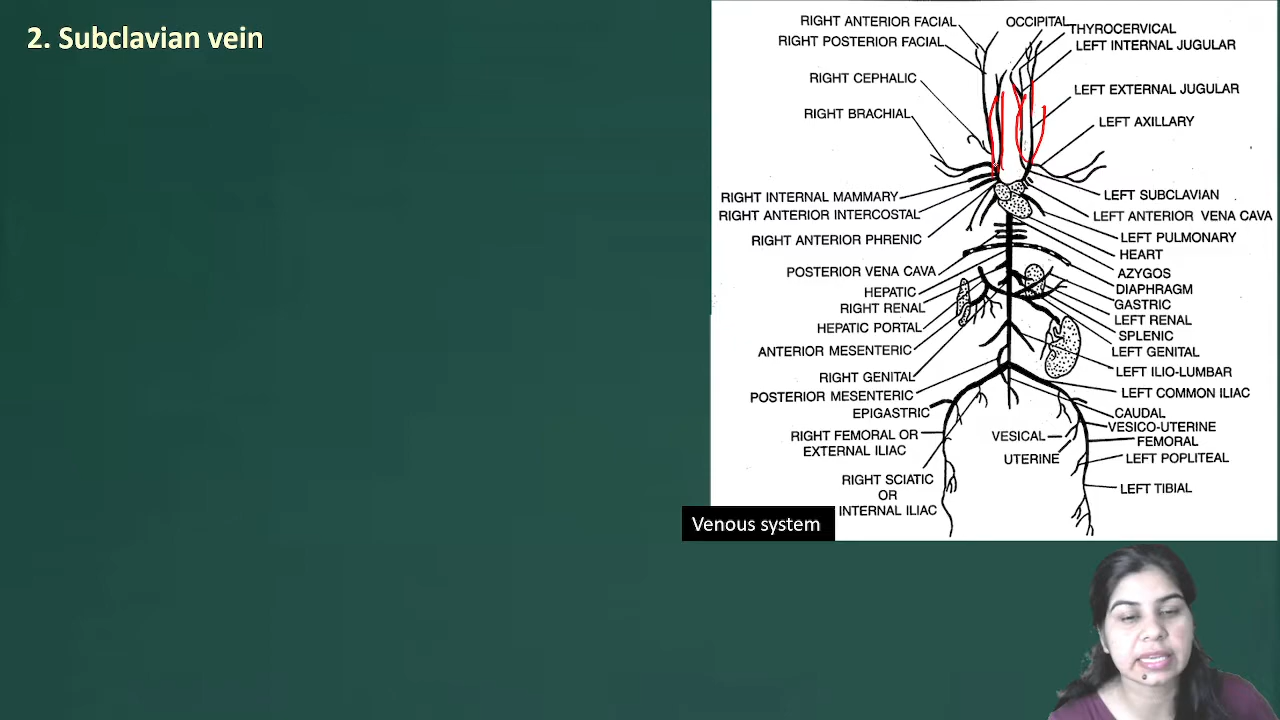 2. Subclavian vein
RIGHT ANTERIOR FACIAL
OCCIPITAL
THYROCERVICAL
RIGHT POSTERIOR FACIAL
LEFT INTERNAL JUGULAR
RIGHT CEPHALIC
LEFT EXTERNAL JUGULAR
RIGHT BRACHIAL
LEFT AXILLARY
RIGHT INTERNAL MAMMARY
LEFT SUBCLAVIAN
RIGHT ANTERIOR INTERCOSTAL
LEFT ANTERIOR VENA CAVA
RIGHT ANTERIOR PHRENIC
LEFT PULMONARY
HEART
POSTERIOR VENA CAVA
AZYGOS
HEPATIC
DIAPHRAGM
RIGHT RENAL
GASTRIC
HEPATIC PORTAL
LEFT RENAL
SPLENIC
ANTERIOR MESENTERIC
LEFT GENITAL
RIGHT GENITAL
LEFT ILIO-LUMBAR
POSTERIOR MESENTERIC
LEFT COMMON ILIAC
EPIGASTRIC
CAUDAL
VESICO-UTERINE
RIGHT FEMORAL OR
EXTERNAL ILIAC
VESICAL
FEMORAL
UTERINE
LEFT POPLITEAL
RIGHT SCIATIC
OR
INTERNAL ILIAC
LEFT TIBIAL
Venous system